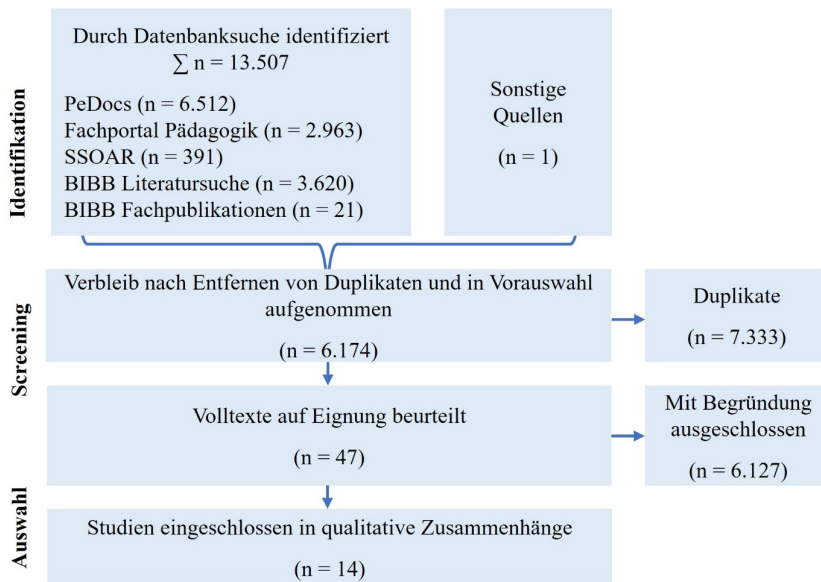 Identifikation
Durch Datenbanksuche identifiziert
∑ n = 13.507
PeDocs (n = 6.512)
Fachportal Pädagogik (n = 2.963)
SSOAR (n = 391)
BIBB Literatursuche (n = 3.620)
BIBB Fachpublikationen (n = 21)
Sonstige
Quellen
(n = 1)
Screening
Verbleib nach Entfernen von Duplikaten und in Vorauswahl
aufgenommen
(n = 6.174)
Duplikate
(n = 7.333)
Volltexte auf Eignung beurteilt
(n = 47)
Mit Begründung
ausgeschlossen
(n = 6.127)
Auswahl
Studien eingeschlossen in qualitative Zusammenhänge
(n = 14)